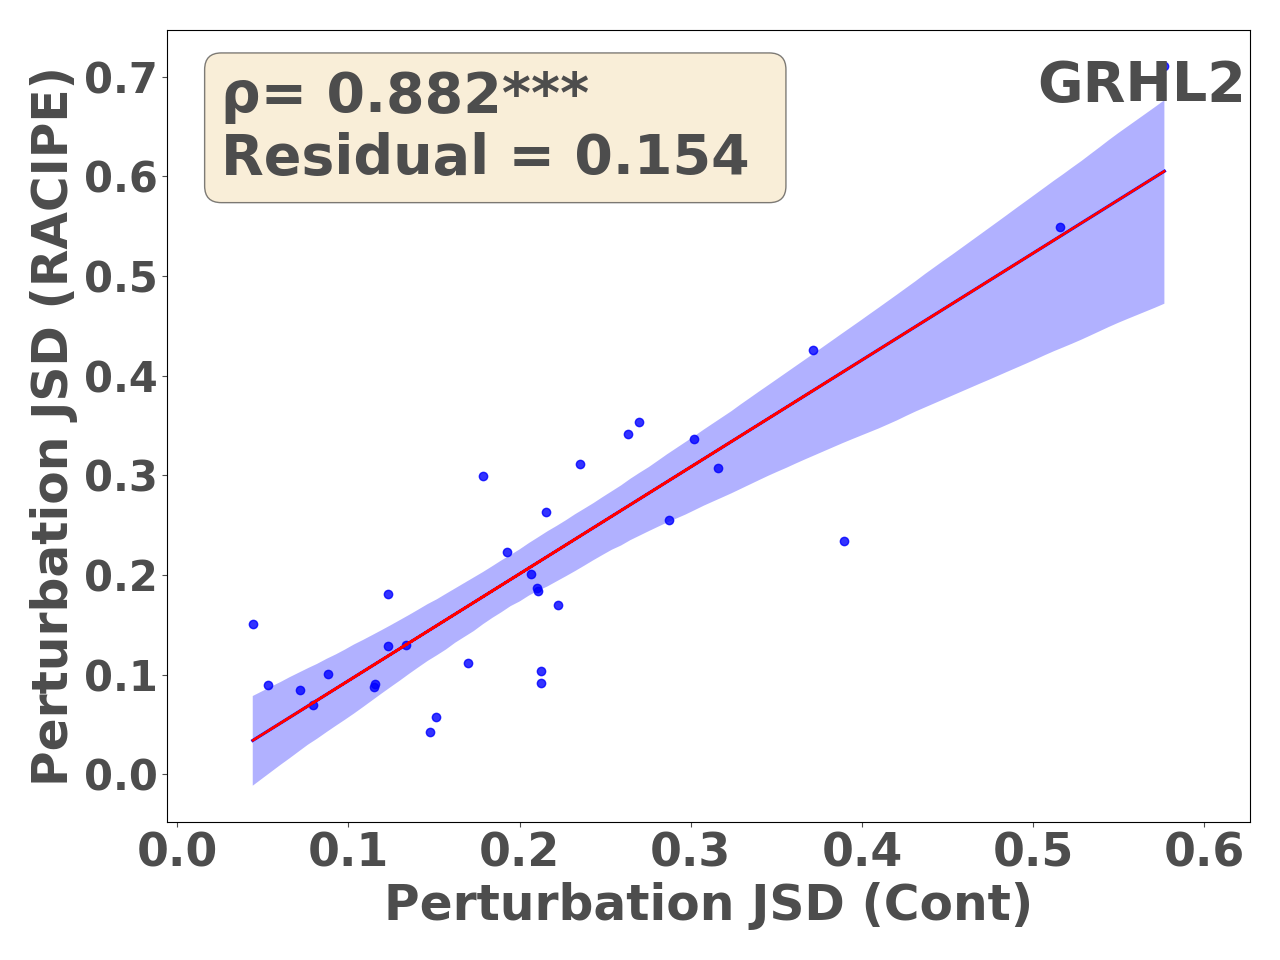 ρ= 0.882***
Residual = 0.154
GRHL2
Perturbation JSD (RACIPE)
0.7
0.6
0.5
0.4
0.3
0.2
0.1
0.0
0.0 0.1 0.2 0.3 0.4 0.5 0.6
Perturbation JSD (Cont)